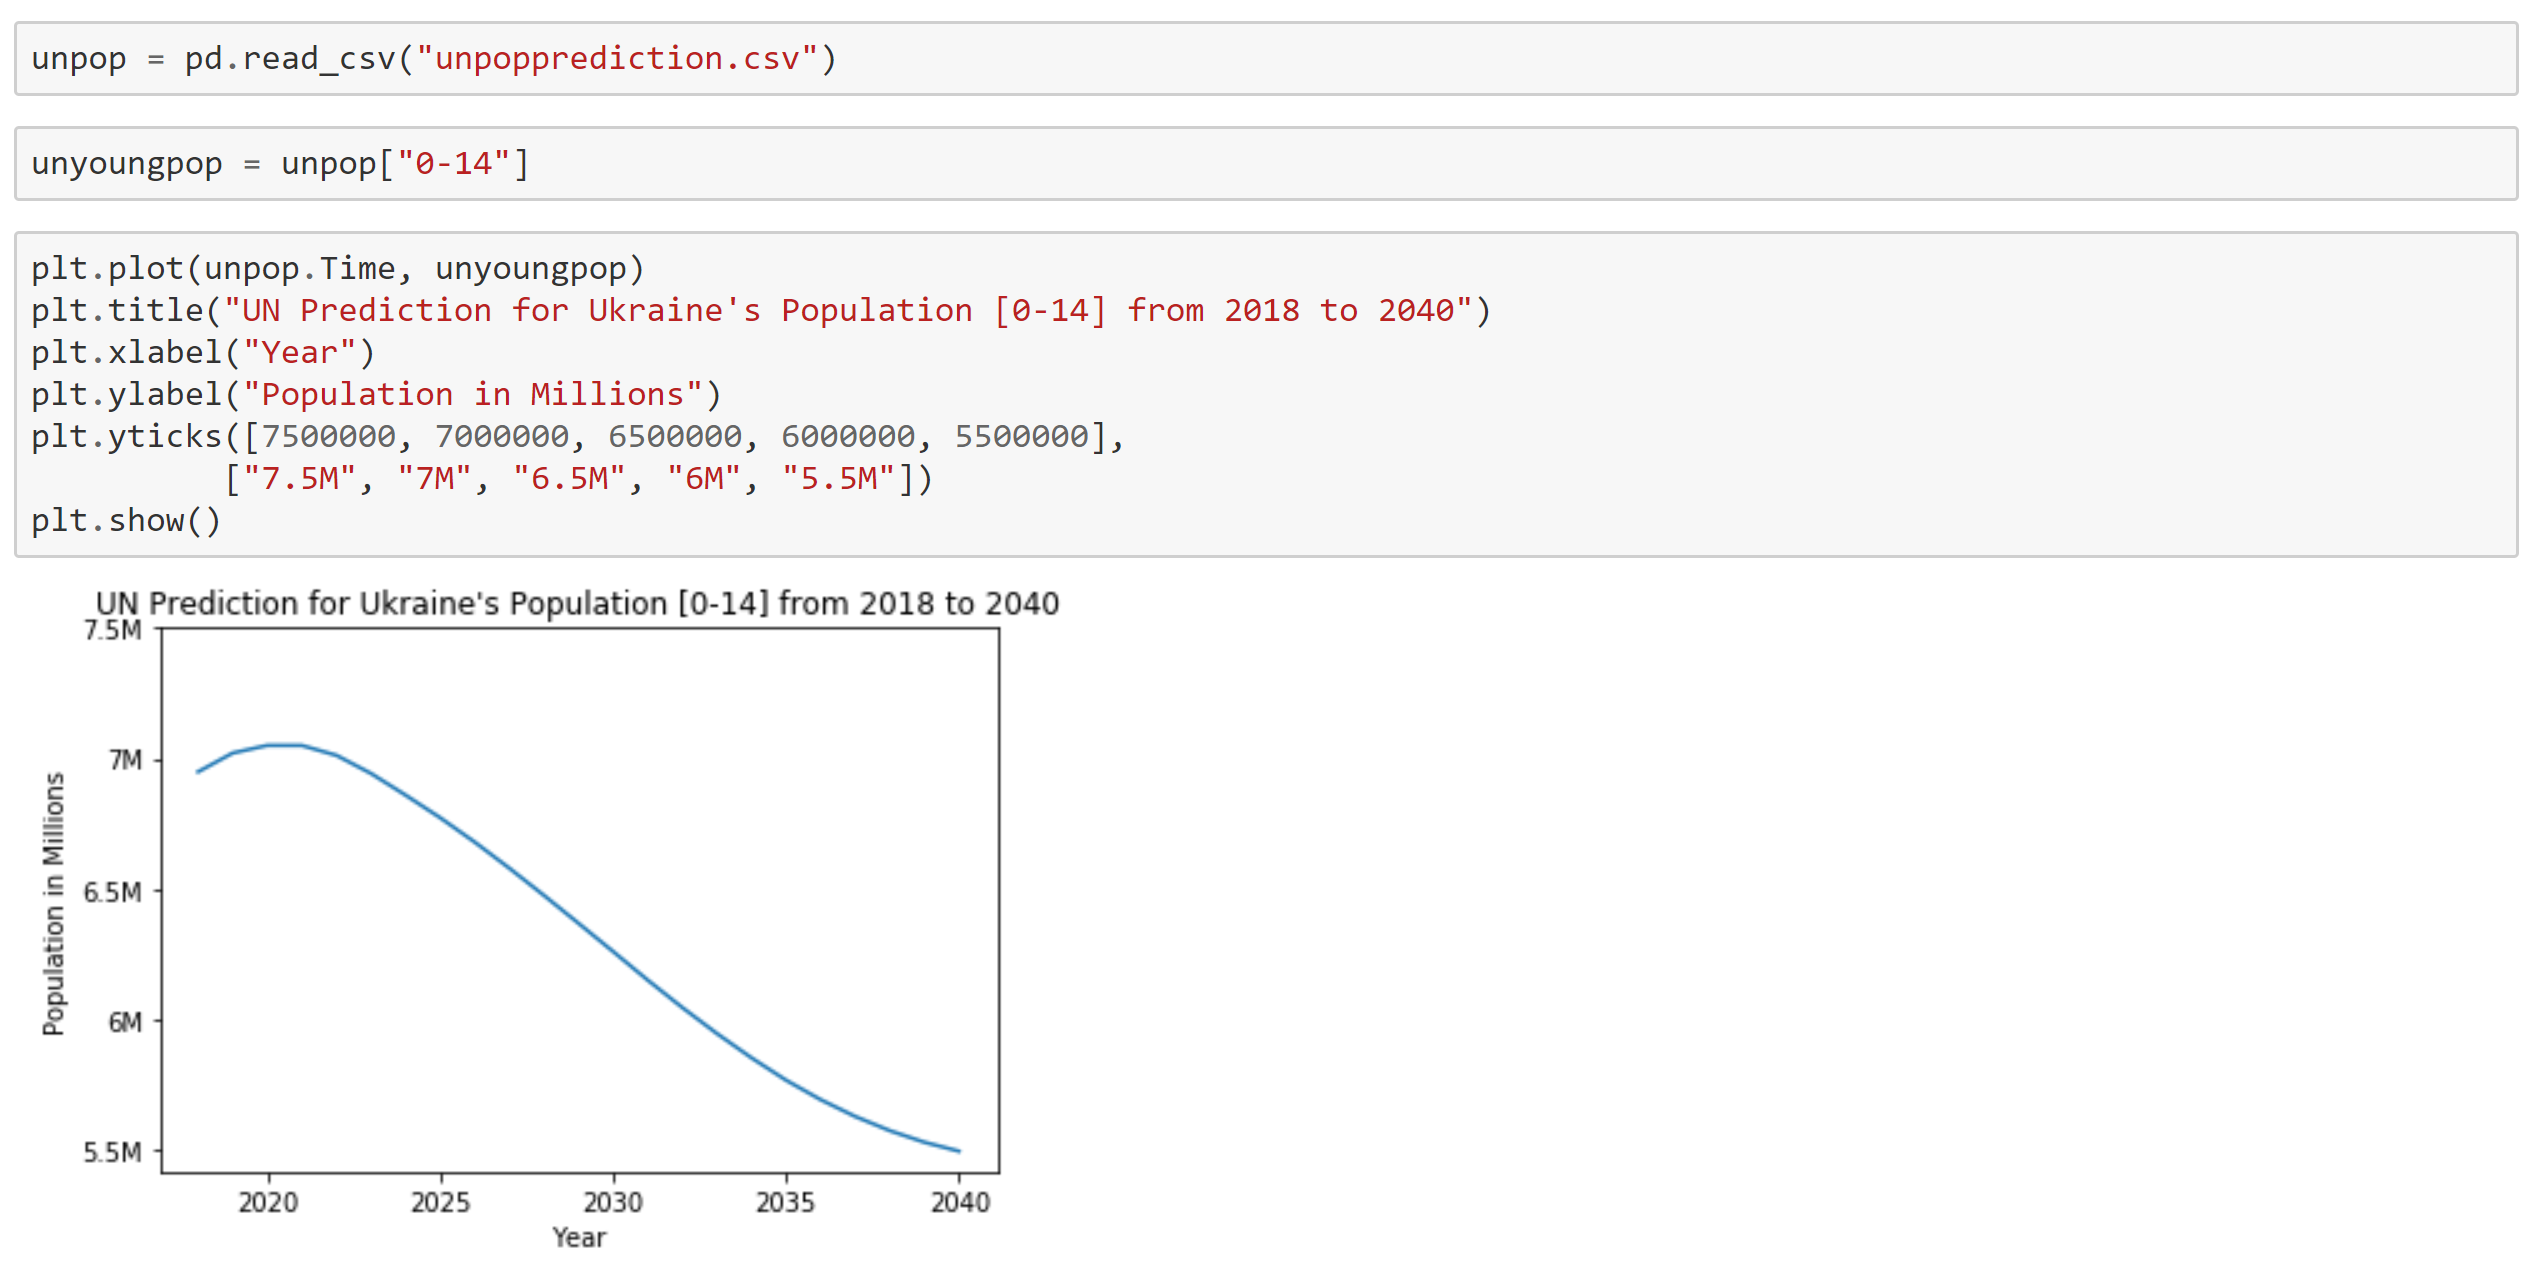 unpop = pd.read_csv("unpopprediction.csv")
unyoungpop = unpop["0-14"]
plt.plot(unpop.Time, unyoungpop)
plt.title("UN Prediction for Ukraine's Population [0-14] from 2018 to 2040")
plt.xlabel("Year")
plt.ylabel("Population in Millions")
plt.yticks([7500000, 7000000, 6500000, 6000000, 5500000],
["7.5M", "7M", "6.5M", "6M", "5.5M"])
plt.show()
UN Prediction for Ukraine's Population [0-14] from 2018 to 2040
7.5M
7M
6.5M
6M
5.5M
Population in Millions
2020 2025 2030 2035 2040
Year